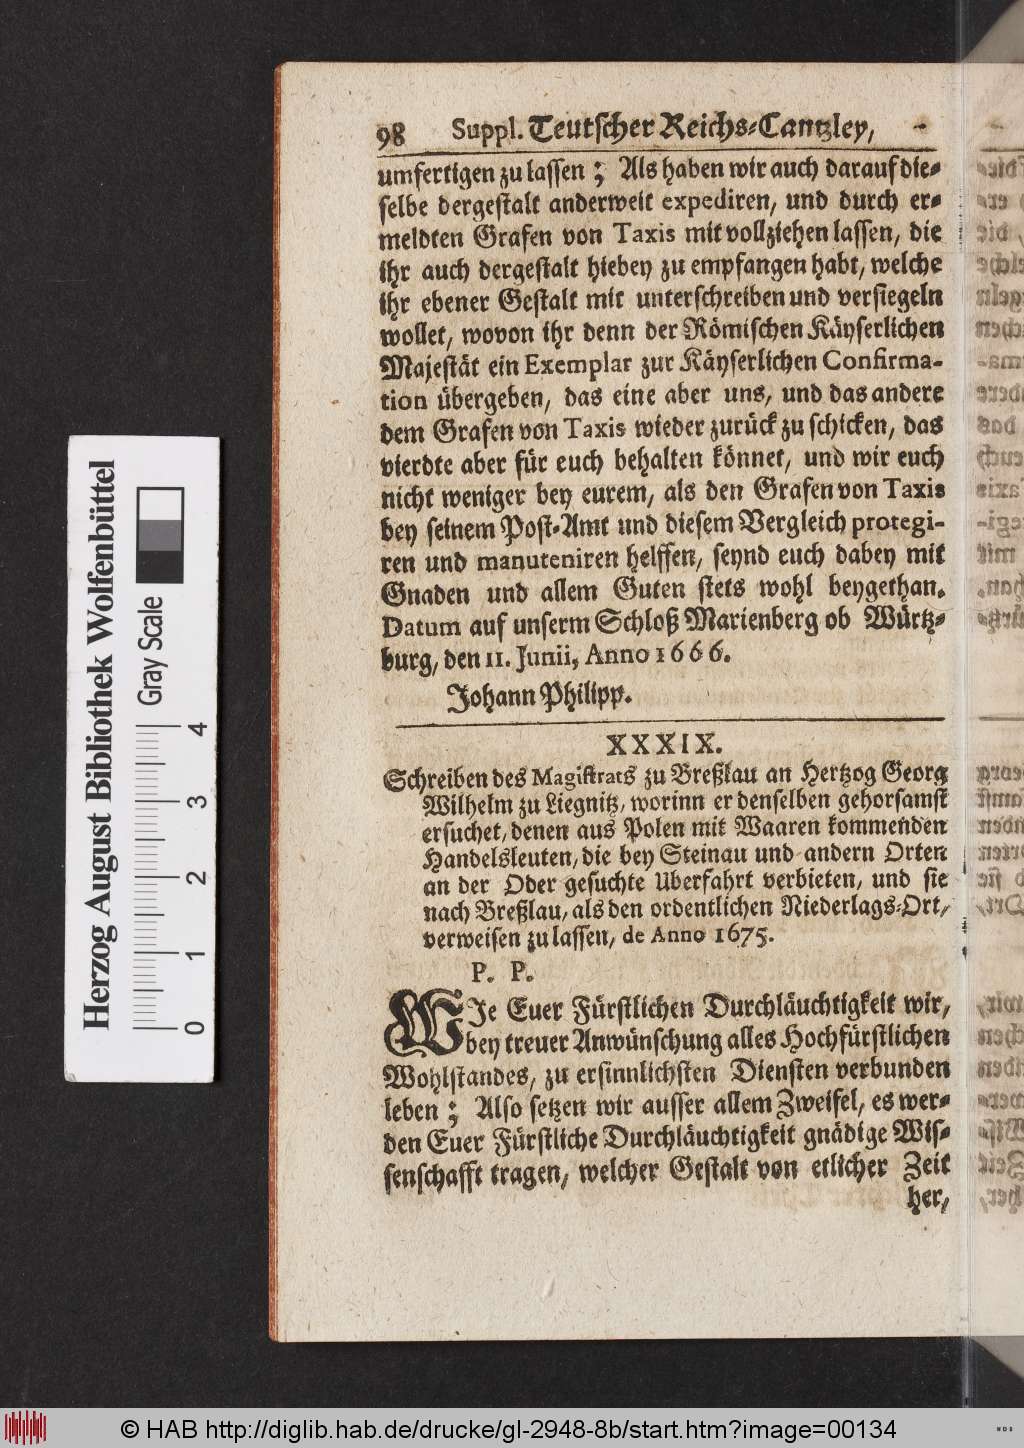 98 Suppl. Teutscher Reichs-Cantzley,
umfertigen zu lassen; Als haben wir auch darauf die-
selbe dergestalt anderweit expediren, und durch er-
meldten Grafen von Taxis mit vollziehen lassen, die
ihr auch dergestalt hiebey zu empfangen habt, welche
ihr ebener Gestalt mit unterschreiben und versiegeln
wollet, wovon ihr denn der Römischen Käyserlichen
Majestät ein Exemplar zur Käyserlichen Confirma-
tion übergeben, das eine aber uns, und das andere
dem Grafen von Taxis wieder zurück zu schicken, das
vierdte aber für euch behalten könnet, und wir euch
nicht weniger bey eurem, als den Grafen von Taxis
bey seinem Post-Amt und diesem Vergleich protegi-
ren und manuteniren helffen, seynd euch dabey mit
Gnaden und allem Guten stets wohl beygethan.
Datum auf unserm Schloß Marienberg ob Würtz-
burg, den 11. Junii, Anno 1666.
Johann Philipp.
XXXIX.
Schreiben des Magistrats zu Breßlau an Hertzog Georg
Wilhelm zu Liegnitz, worinn er denselben gehorsamst
ersuchet, denen aus Polen mit Waaren kommenden
Handelsleuten, die bey Steinau und andern Orten
an der Oder gesuchte Uberfahrt verbieten, und sie
nach Breßlau, als den ordentlichen Niederlags-Ort,
verweisen zu lassen, de Anno 1675.
P. P.
WIe Euer Fürstlichen Durchläuchtigkeit wir,
bey treuer Anwünschung alles Hochfürstlichen
Wohlstandes, zu ersinnlichsten Diensten verbunden
leben; Also setzen wir ausser allem Zweifel, es wer-
den Euer Fürstliche Durchläuchtigkeit gnädige Wis-
senschafft tragen, welcher Gestalt von etlicher Zeit
her,
Herzog August Bibliothek Wolfenbüttel
Gray Scale
0 1 2 3 4
© HAB http://diglib.hab.de/drucke/gl-2948-8b/start.htm?image=00134